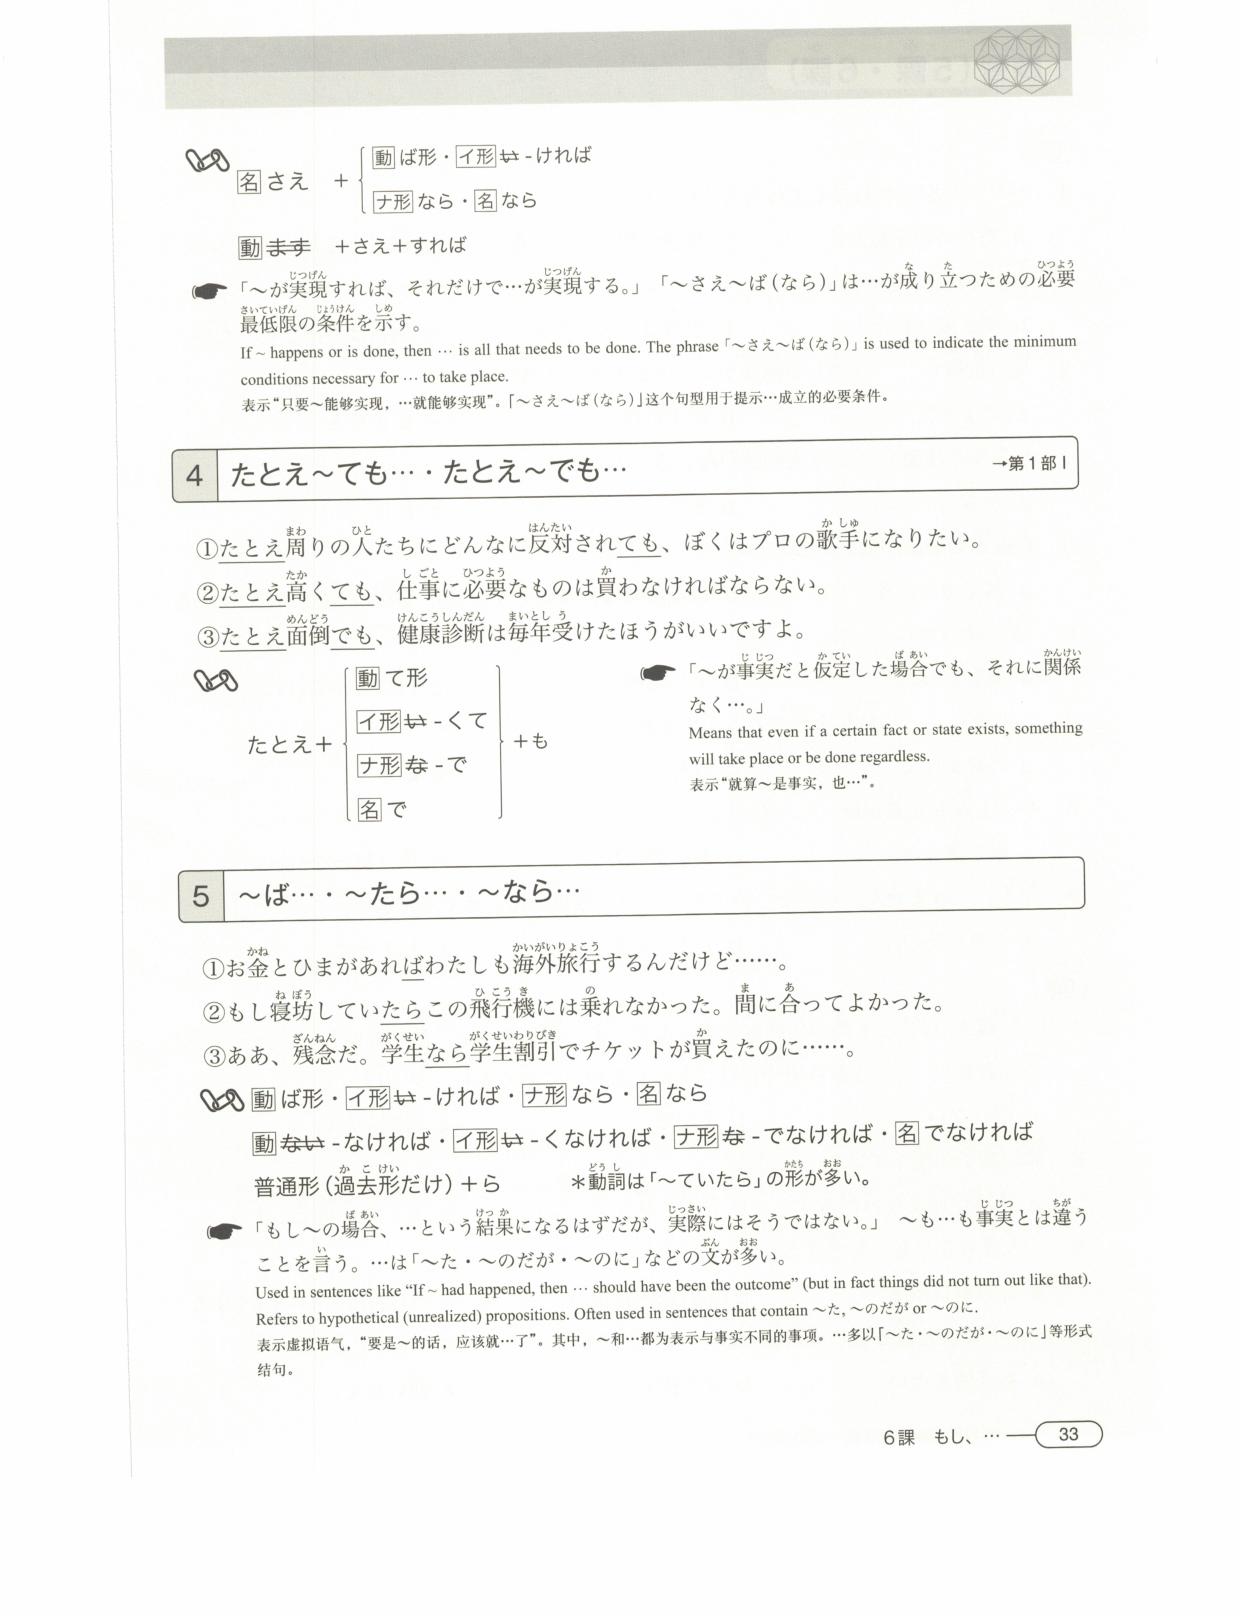 名さえ ＋ 動ば形・イ形い-ければ
ナ形なら・名なら
動ます ＋さえ＋すれば
「～が実現すれば、それだけで…が実現する。」「～さえ～ば（なら）」は…が成り立つための必要
最低限の条件を示す。
If ~ happens or is done, then … is all that needs to be done. The phrase「～さえ～ば（なら）」is used to indicate the minimum
conditions necessary for … to take place.
表示“只要～能够实现，…就能够实现”。「～さえ～ば（なら）」这个句型用于提示…成立的必要条件。
4 たとえ～ても…・たとえ～でも… →第1部Ⅰ
①たとえ周りの人たちにどんなに反対されても、ぼくはプロの歌手になりたい。
②たとえ高くても、仕事に必要なものは買わなければならない。
③たとえ面倒でも、健康診断は毎年受けたほうがいいですよ。
たとえ＋
動て形
イ形い-くて
ナ形な-で
名で
＋も
「～が事実だと仮定した場合でも、それに関係
なく…。」
Means that even if a certain fact or state exists, something
will take place or be done regardless.
表示“就算～是事实，也…”。
5 ～ば…・～たら…・～なら…
①お金とひまがあればわたしも海外旅行するんだけど……。
②もし寝坊していたらこの飛行機には乗れなかった。間に合ってよかった。
③ああ、残念だ。学生なら学生割引でチケットが買えたのに……。
動ば形・イ形い-ければ・ナ形なら・名なら
動ない-なければ・イ形い-くなければ・ナ形な-でなければ・名でなければ
普通形（過去形だけ）＋ら ＊動詞は「～ていたら」の形が多い。
「もし～の場合、…という結果になるはずだが、実際にはそうではない。」 ～も…も事実とは違う
ことを言う。…は「～た・～のだが・～のに」などの文が多い。
Used in sentences like “If ~ had happened, then … should have been the outcome” (but in fact things did not turn out like that).
Refers to hypothetical (unrealized) propositions. Often used in sentences that contain ～た, ～のだが or ～のに.
表示虚拟语气，“要是～的话，应该就…了”。其中，～和…都为表示与事实不同的事项。…多以「～た・～のだが・～のに」等形式
结句。
6課 もし、… 33